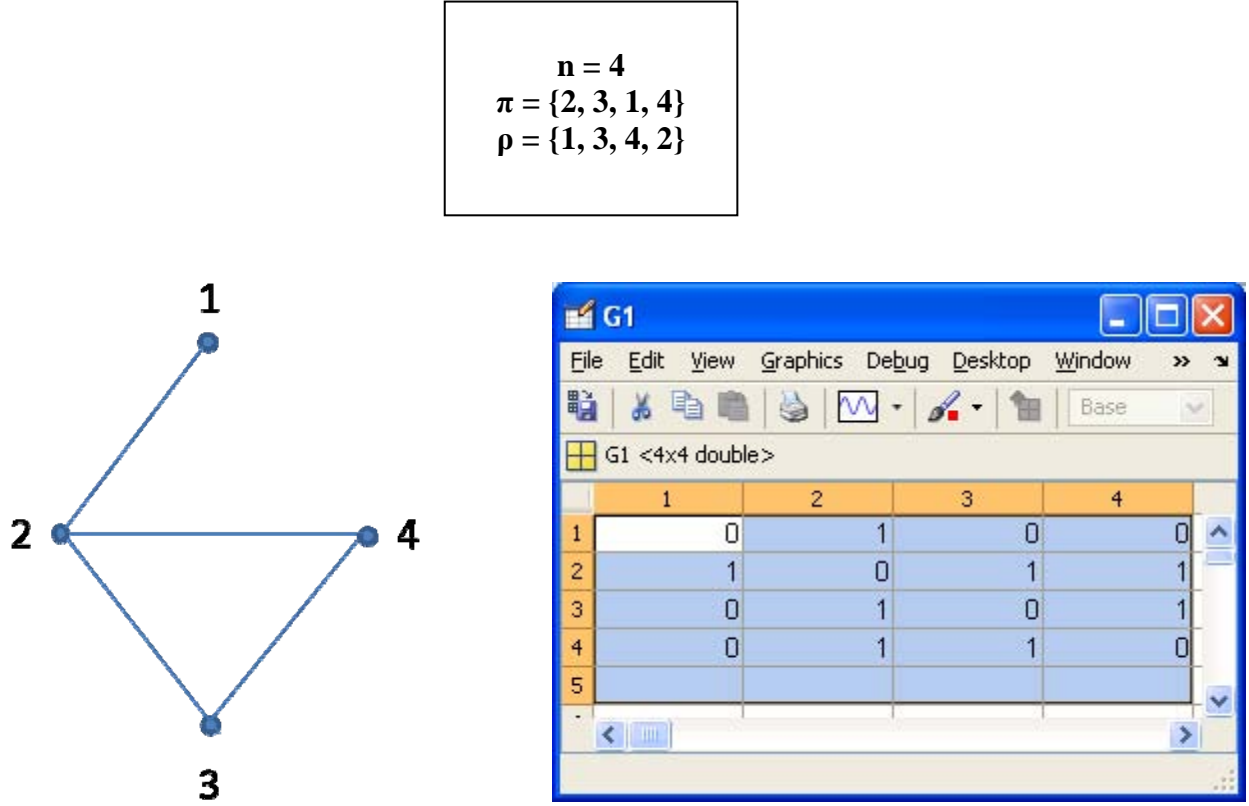 n = 4
π = {2, 3, 1, 4}
ρ = {1, 3, 4, 2}
1
2
4
3
G1
File Edit View Graphics Debug Desktop Window »
Base
G1 <4x4 double>
1 2 3 4
1 0 1 0 0
2 1 0 1 1
3 0 1 0 1
4 0 1 1 0
5